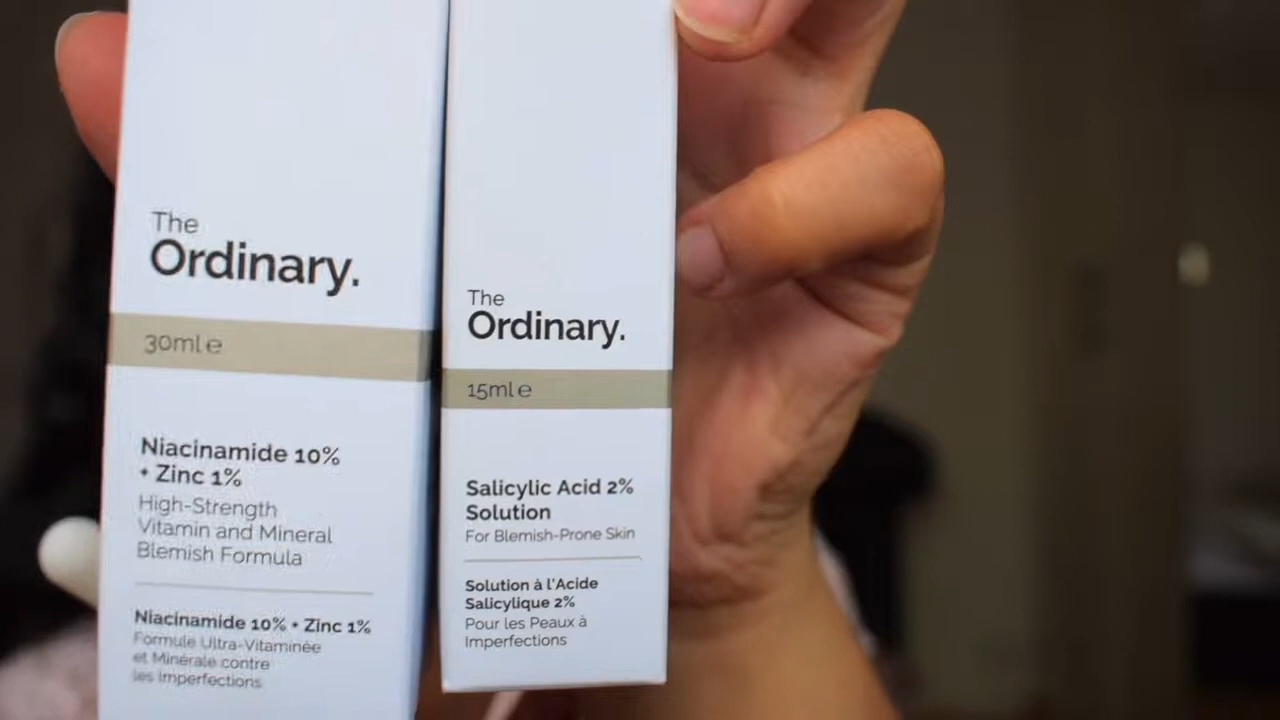 The
Ordinary.
30ml e
Niacinamide 10%
+ Zinc 1%
High-Strength
Vitamin and Mineral
Blemish Formula
Niacinamide 10% + Zinc 1%
Formule Ultra-Vitaminée
et Minérale contre
les Imperfections
The
Ordinary.
15ml e
Salicylic Acid 2%
Solution
For Blemish-Prone Skin
Solution à l'Acide
Salicylique 2%
Pour les Peaux à
Imperfections